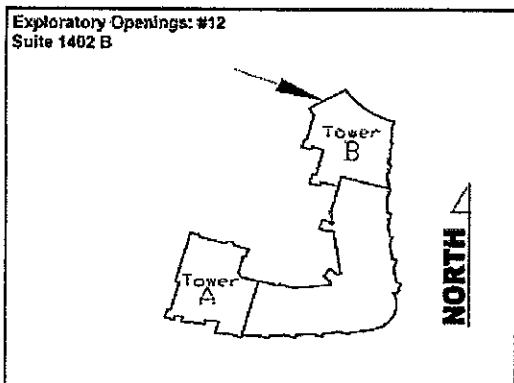 Exploratory Openings: #12
Suite 1402 B
Tower
B
Tower
A
NORTH